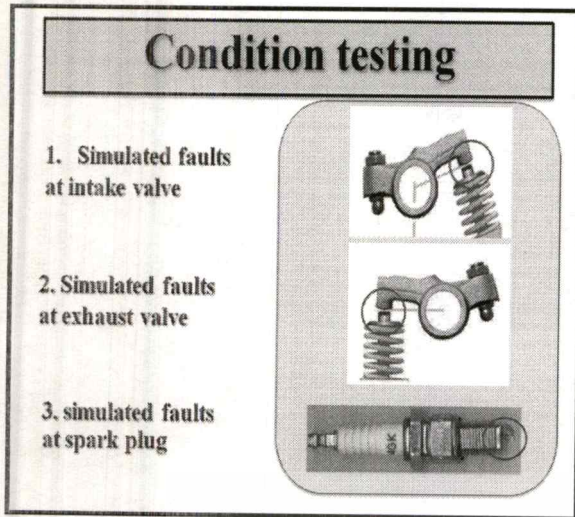 Condition testing
1. Simulated faults
at intake valve
2. Simulated faults
at exhaust valve
3. simulated faults
at spark plug